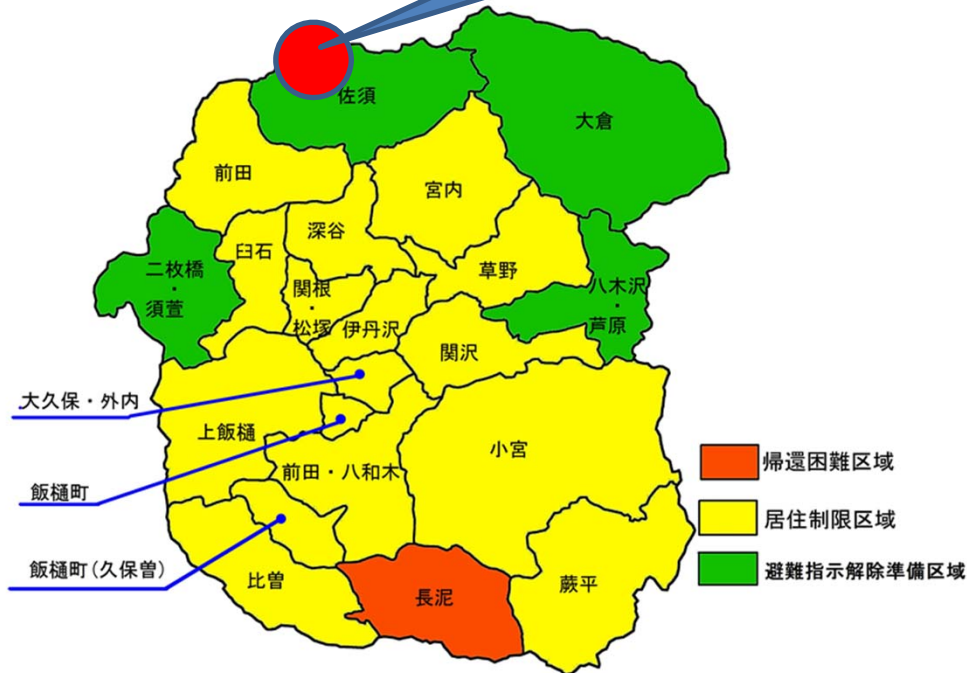 佐須
大倉
前田
宮内
深谷
臼石
草野
二枚橋
・
須萱
関根
・
松塚
八木沢
・
芦原
伊丹沢
関沢
大久保・外内
上飯樋
小宮
前田・八和木
帰還困難区域
飯樋町
居住制限区域
飯樋町(久保曽)
比曽
長泥
蕨平
避難指示解除準備区域